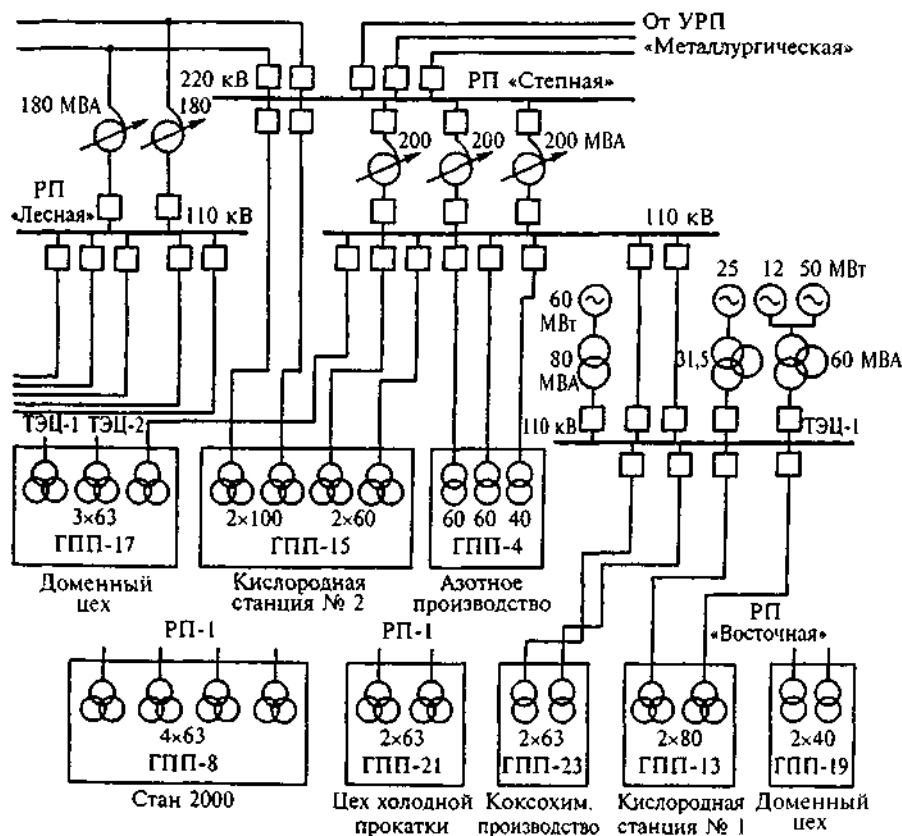 От УРП
«Металлургическая»
220 кВ
РП «Степная»
180 МВА
180
200
200
200 МВА
РП
«Лесная»
110 кВ
110 кВ
25
12
50 МВт
60
МВт
80
МВА
31,5
60 МВА
110 кВ
ТЭЦ-1
ТЭЦ-1
ТЭЦ-2
3×63
ГПП-17
Доменный
цех
2×100
2×60
ГПП-15
Кислородная
станция № 2
60
60
40
ГПП-4
Азотное
производство
РП
«Восточная»
РП-1
4×63
ГПП-8
Стан 2000
РП-1
2×63
ГПП-21
Цех холодной
прокатки
2×63
ГПП-23
Коксохим.
производство
2×80
ГПП-13
Кислородная
станция № 1
2×40
ГПП-19
Доменный
цех